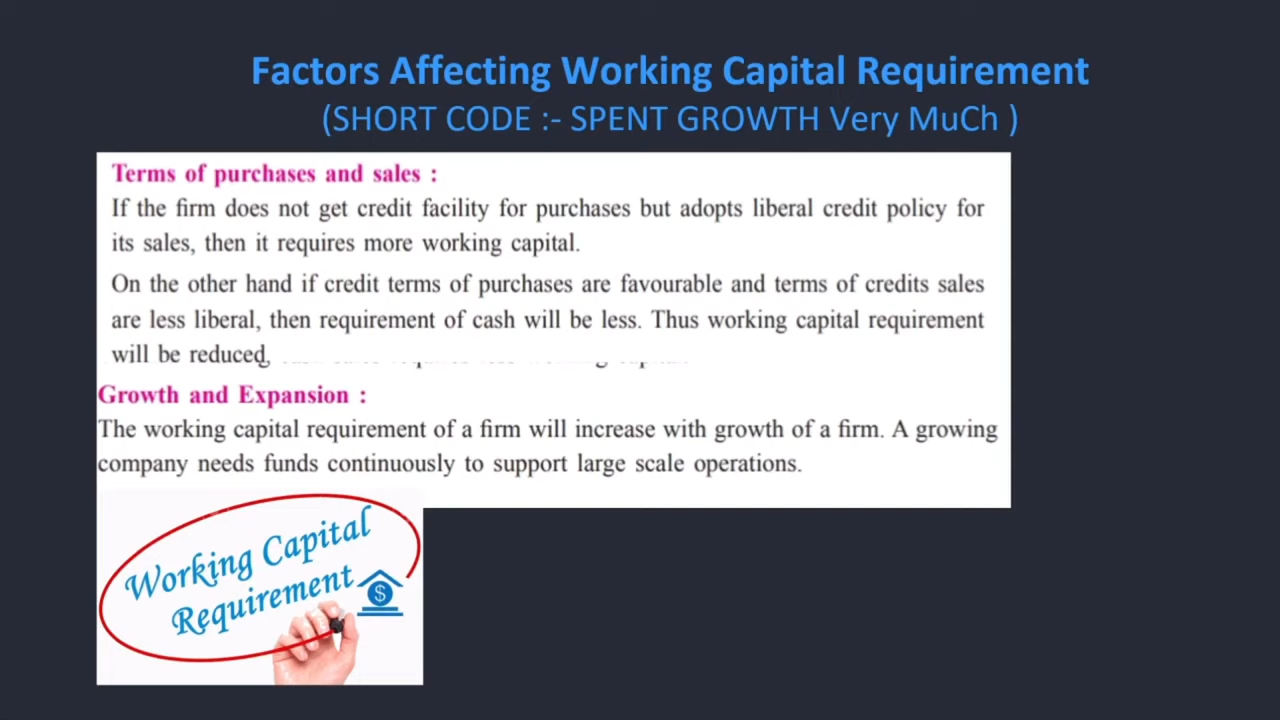 Factors Affecting Working Capital Requirement
(SHORT CODE :- SPENT GROWTH Very MuCh )
Terms of purchases and sales :
If the firm does not get credit facility for purchases but adopts liberal credit policy for
its sales, then it requires more working capital.
On the other hand if credit terms of purchases are favourable and terms of credits sales
are less liberal, then requirement of cash will be less. Thus working capital requirement
will be reduced,
Growth and Expansion :
The working capital requirement of a firm will increase with growth of a firm. A growing
company needs funds continuously to support large scale operations.
Working Capital
Requirement
$